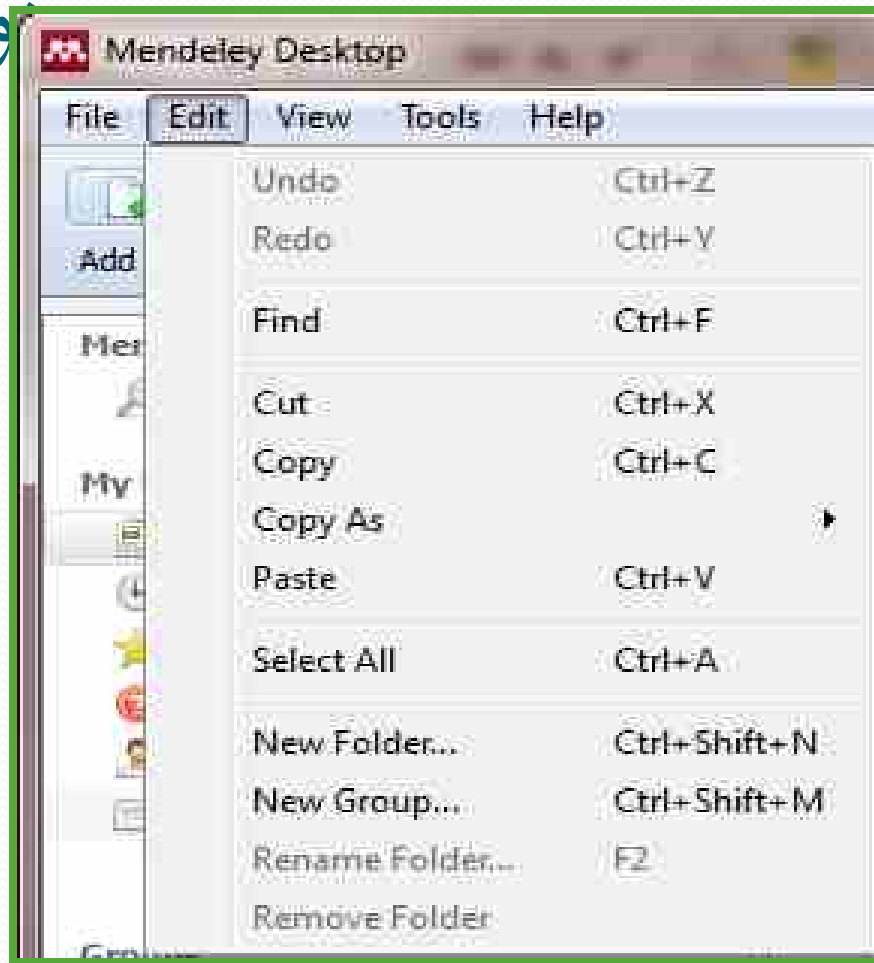 Mendeley Desktop
File Edit View Tools Help
Undo Ctrl+Z
Redo Ctrl+Y
Add
Find Ctrl+F
Cut Ctrl+X
Copy Ctrl+C
My
Copy As
Paste Ctrl+V
Select All Ctrl+A
New Folder... Ctrl+Shift+N
New Group... Ctrl+Shift+M
Rename Folder... F2
Remove Folder